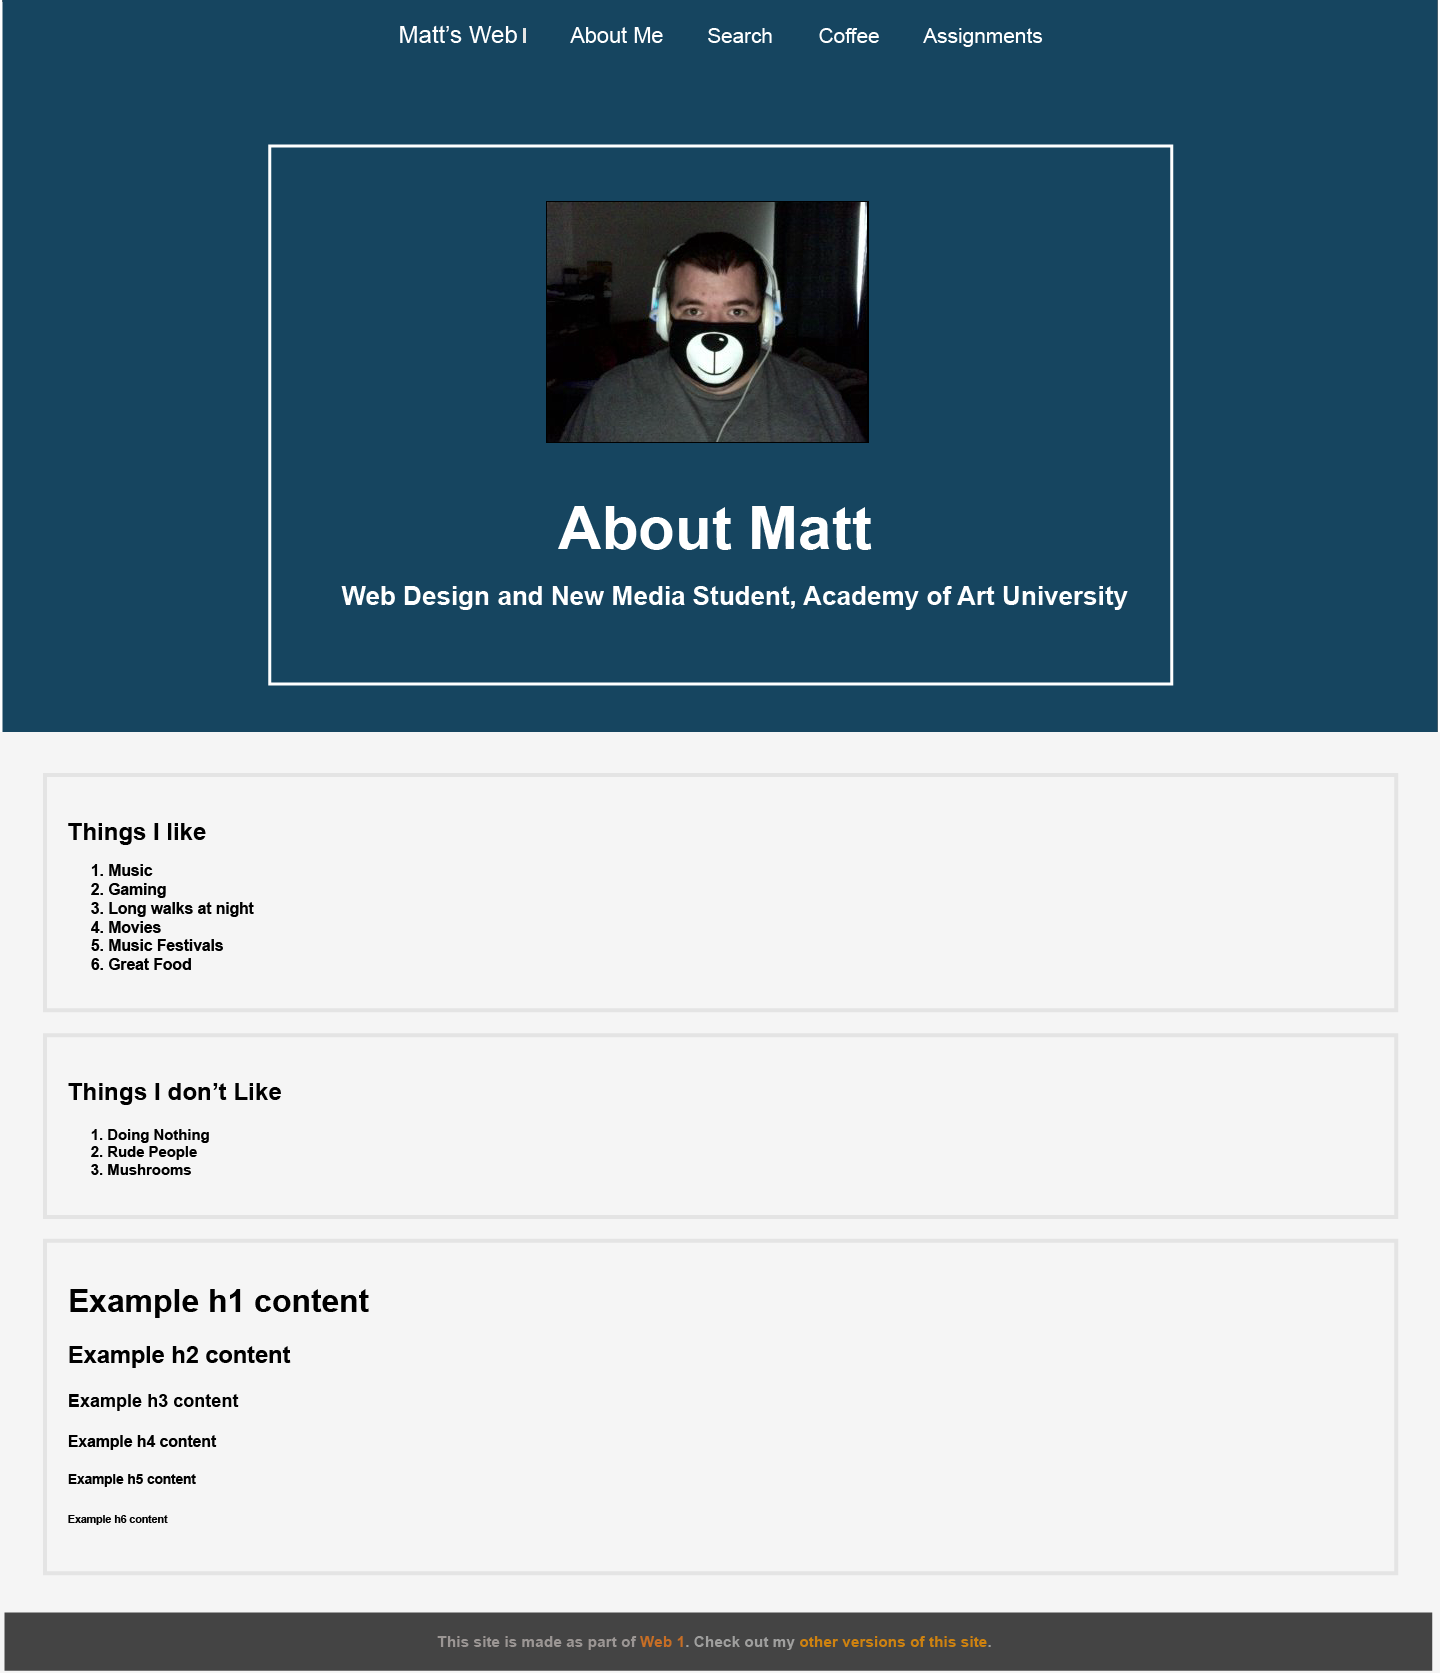 Matt’s Web I About Me Search Coffee Assignments
About Matt
Web Design and New Media Student, Academy of Art University
Things I like
1. Music
2. Gaming
3. Long walks at night
4. Movies
5. Music Festivals
6. Great Food
Things I don’t Like
1. Doing Nothing
2. Rude People
3. Mushrooms
Example h1 content
Example h2 content
Example h3 content
Example h4 content
Example h5 content
Example h6 content
This site is made as part of Web 1. Check out my other versions of this site.